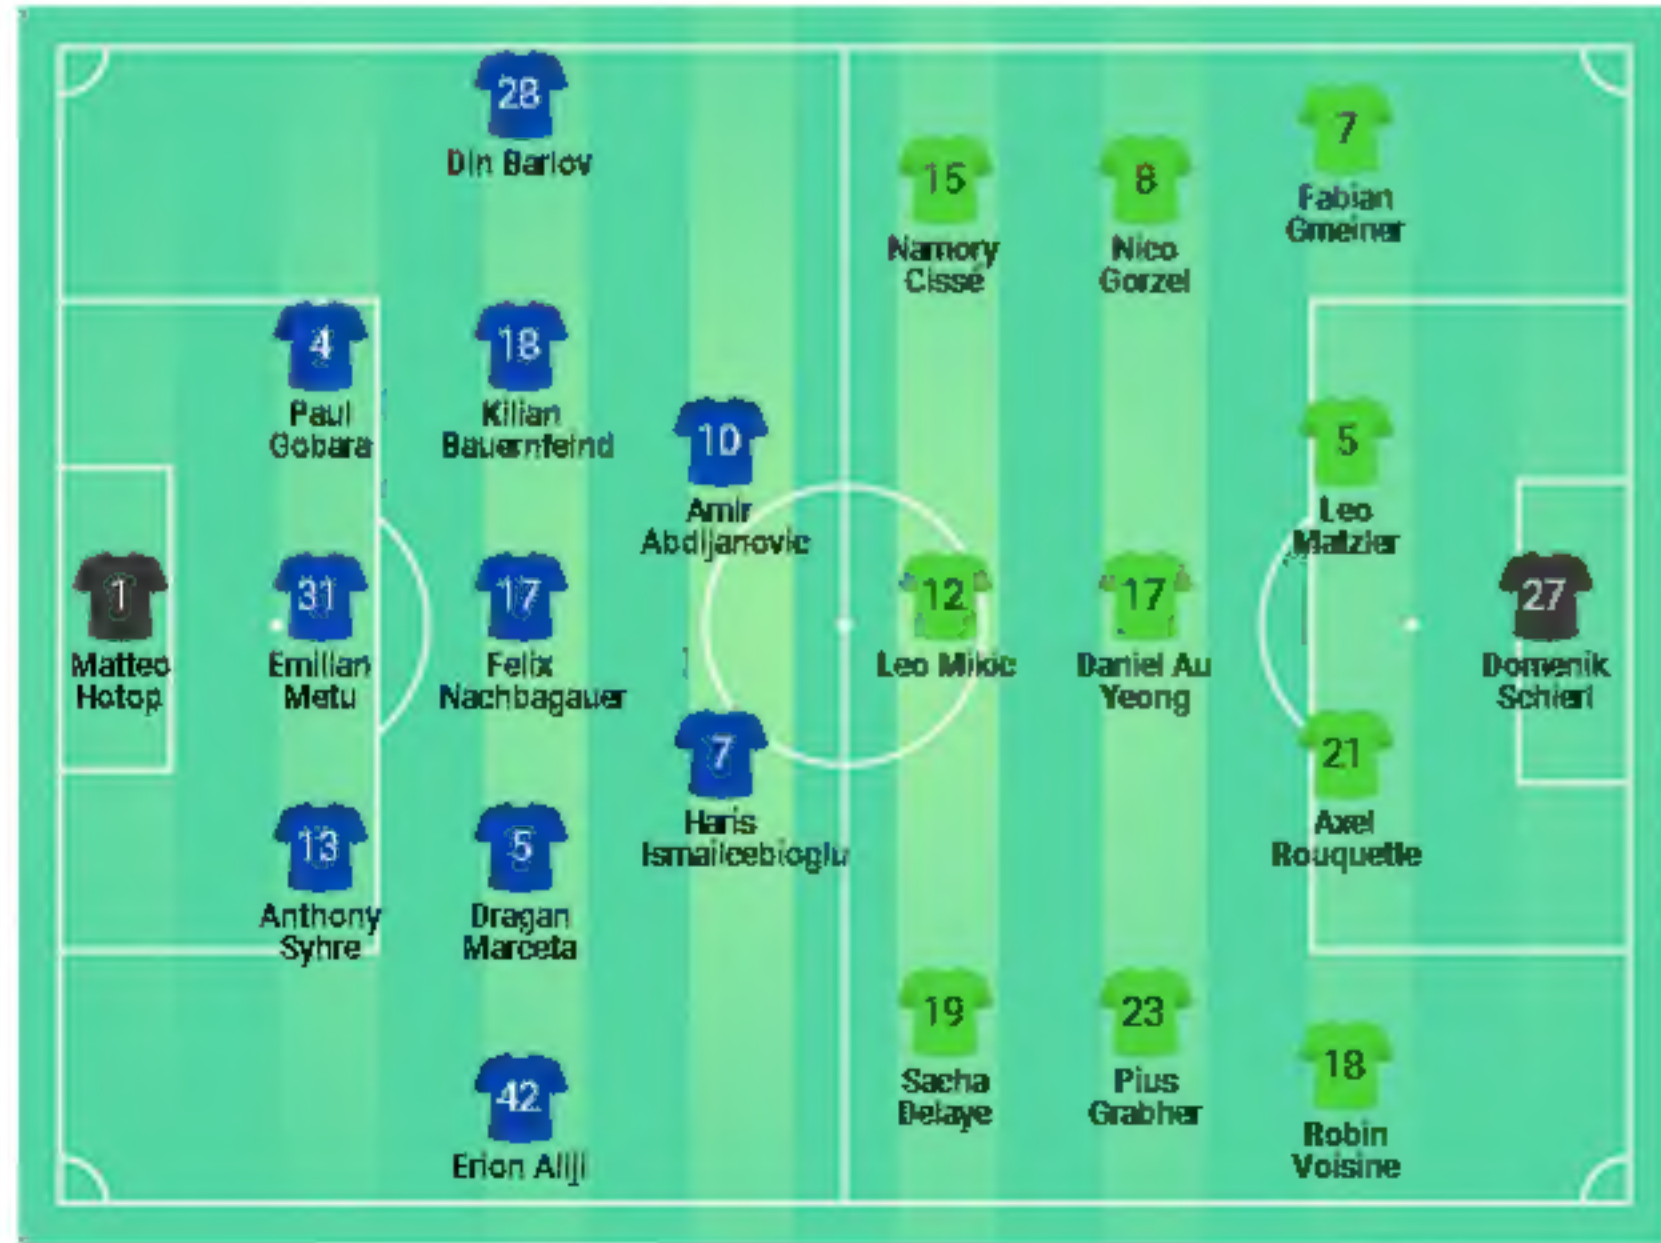 28
Din Barlov
4
Paul
Gobara
18
Kilian
Bauernfeind
10
Amir
Abdijanovic
1
Matteo
Hotop
31
Emilian
Metu
17
Felix
Nachbagauer
7
Haris
Ismailcebioglu
13
Anthony
Syhre
5
Dragan
Marceta
42
Erion Aliji
15
Namory
Cissé
8
Nico
Gorzel
7
Fabian
Gmeiner
5
Leo
Matzler
12
Leo Mikic
17
Daniel Au
Yeong
27
Domenik
Schierl
21
Axel
Rouquette
19
Sacha
Delaye
23
Pius
Grabher
18
Robin
Voisine